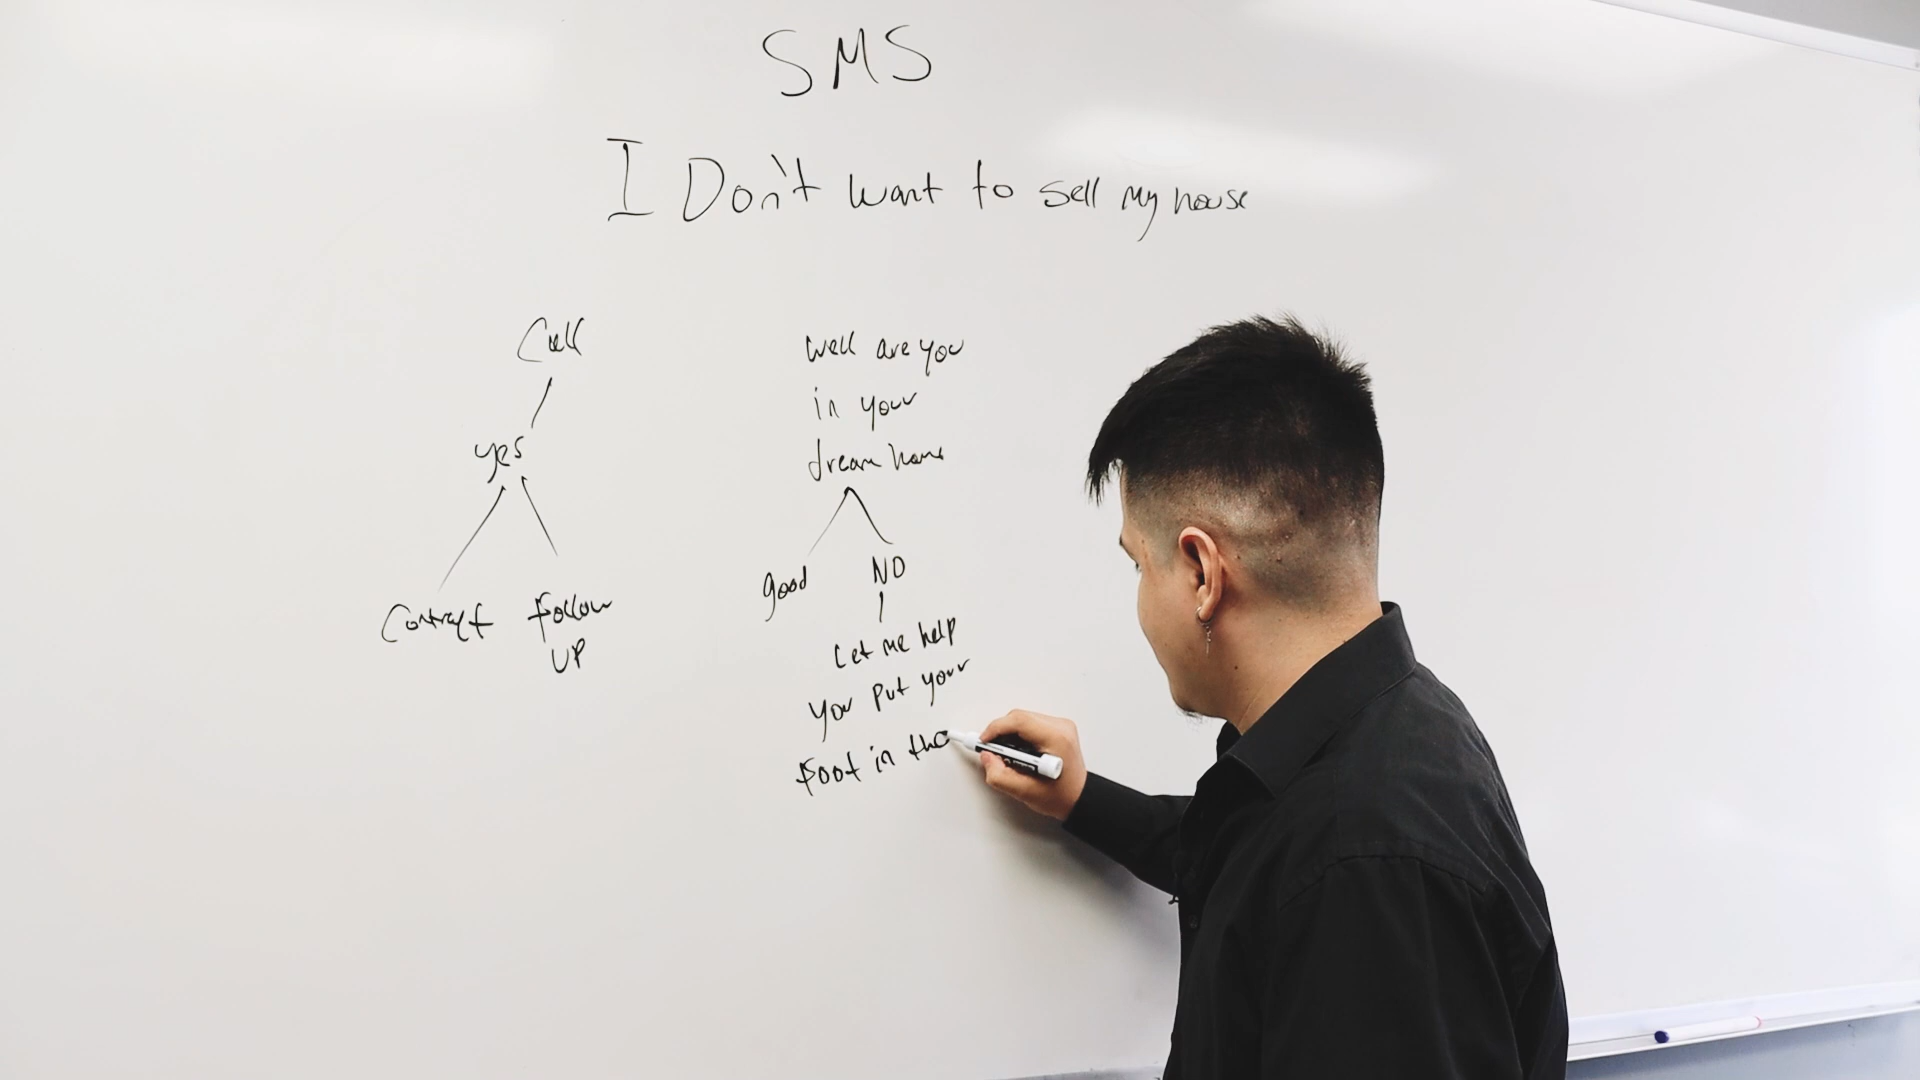 SMS
I Don't want to sell my house
Call
yes
Contract
Follow
UP
well are you
in your
dream home
good
NO
Let me help
you put your
foot in the